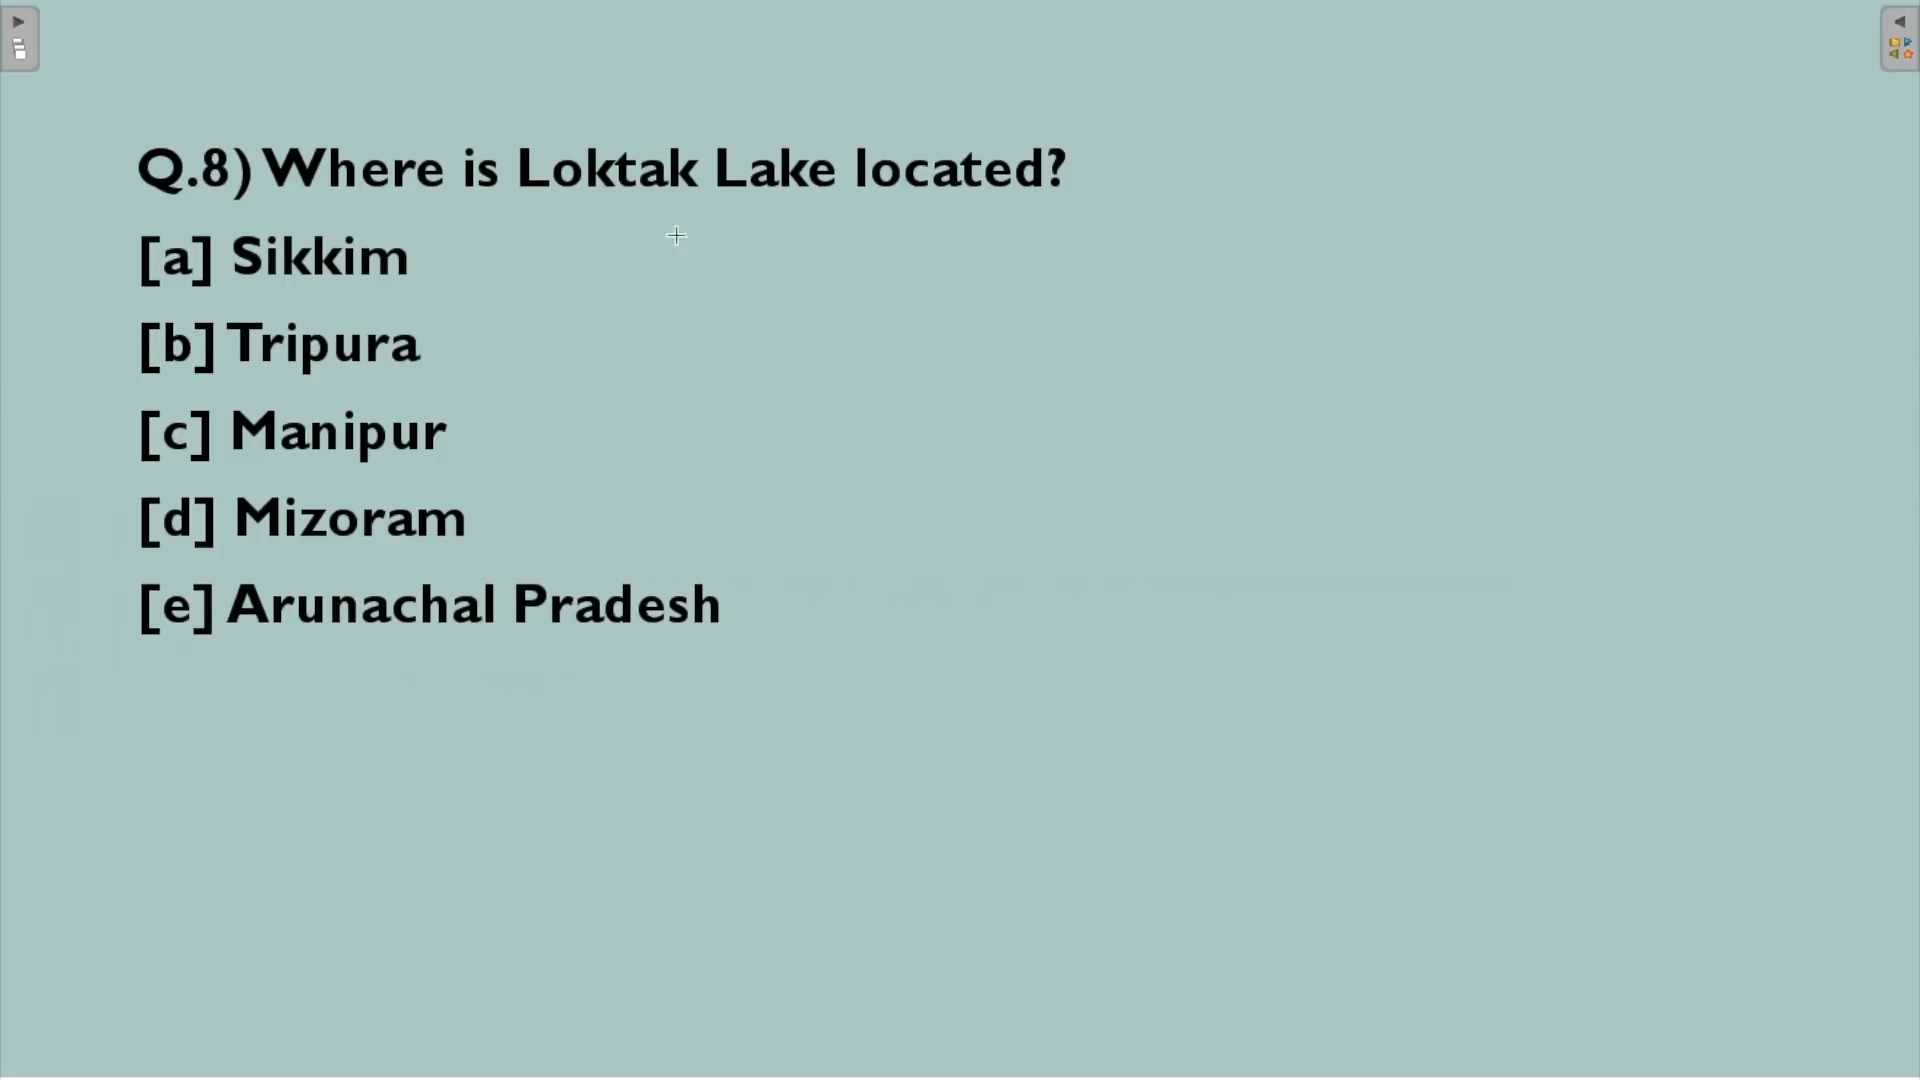 Q.8) Where is Loktak Lake located?
[a] Sikkim
[b] Tripura
[c] Manipur
[d] Mizoram
[e] Arunachal Pradesh